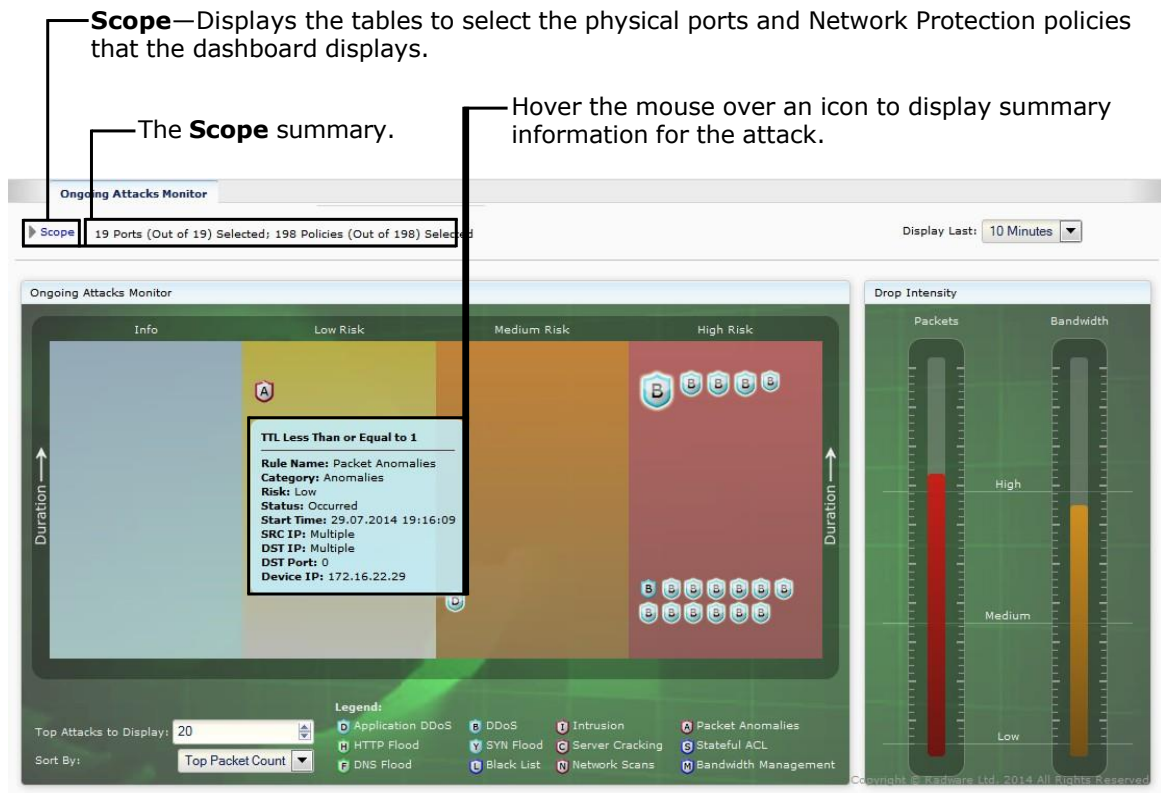 Scope—Displays the tables to select the physical ports and Network Protection policies
that the dashboard displays.
The Scope summary.
Hover the mouse over an icon to display summary
information for the attack.
Ongoing Attacks Monitor
Scope
19 Ports (Out of 19) Selected; 198 Policies (Out of 198) Selected
Display Last: 10 Minutes
Ongoing Attacks Monitor
Info
Low Risk
Medium Risk
High Risk
Duration
A
B B B B B
TTL Less Than or Equal to 1
Rule Name: Packet Anomalies
Category: Anomalies
Risk: Low
Status: Occurred
Start Time: 29.07.2014 19:16:09
SRC IP: Multiple
DST IP: Multiple
DST Port: 0
Device IP: 172.16.22.29
D
B B B B B B B
B B B B B B
Duration
Top Attacks to Display: 20
Sort By: Top Packet Count
Legend:
D Application DDoS
B DDoS
I Intrusion
A Packet Anomalies
H HTTP Flood
Y SYN Flood
C Server Cracking
S Stateful ACL
F DNS Flood
L Black List
N Network Scans
M Bandwidth Management
Drop Intensity
Packets
Bandwidth
High
Medium
Low
Copyright © Radware Ltd. 2014 All Rights Reserved